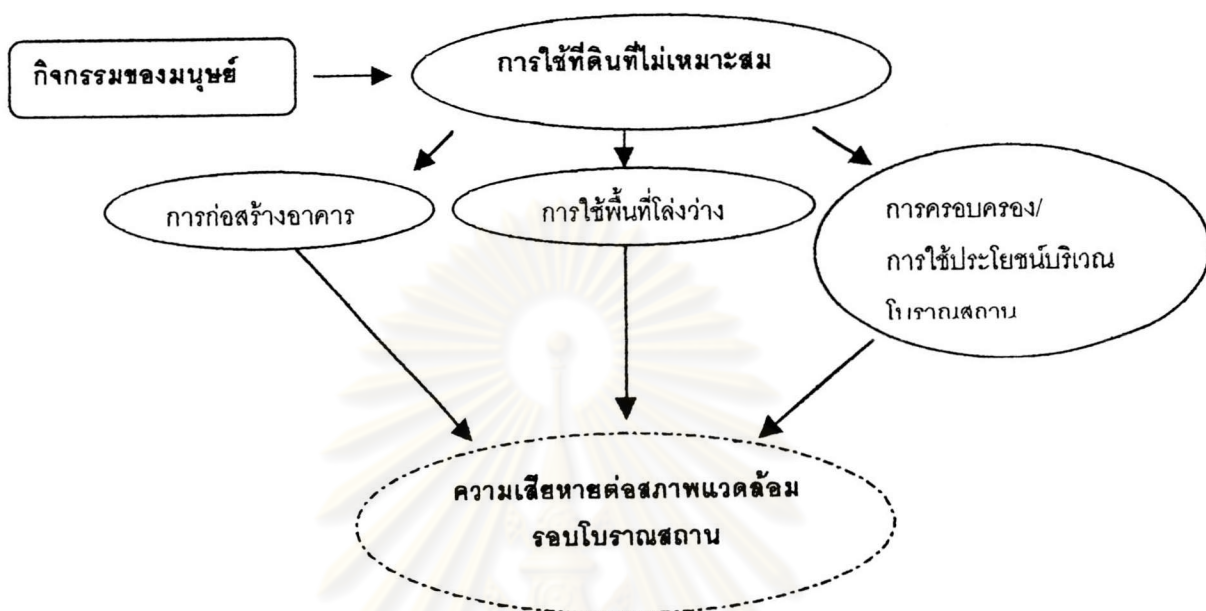 กิจกรรมของมนุษย์
การใช้ที่ดินที่ไม่เหมาะสม
การก่อสร้างอาคาร
การใช้พื้นที่โล่งว่าง
การครอบครอง/
การใช้ประโยชน์บริเวณ
โบราณสถาน
ความเสียหายต่อสภาพแวดล้อม
รอบโบราณสถาน